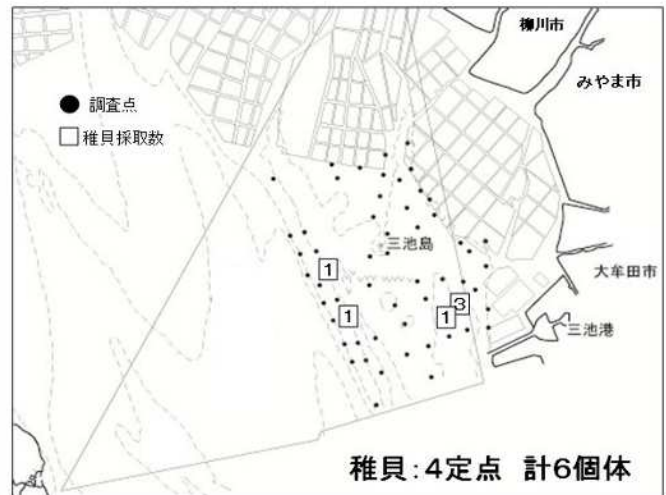 柳川市
みやま市
● 調査点
□ 稚貝採取数
三池島
1
大牟田市
3
1
1
三池港
稚貝:4定点 計6個体